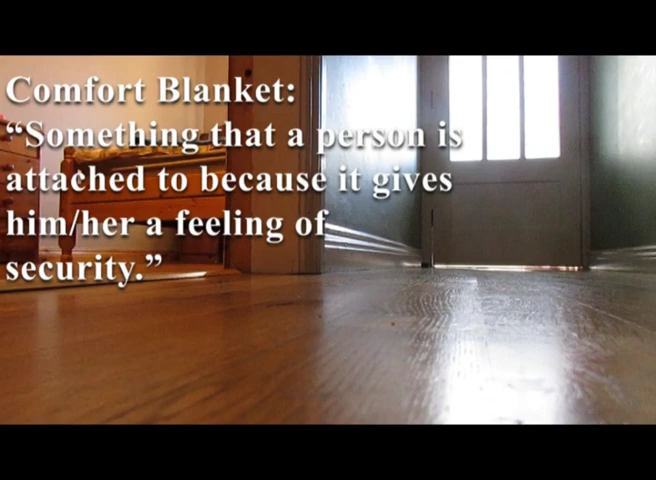 Comfort Blanket:
“Something that a person is
attached to because it gives
him/her a feeling of
security.”